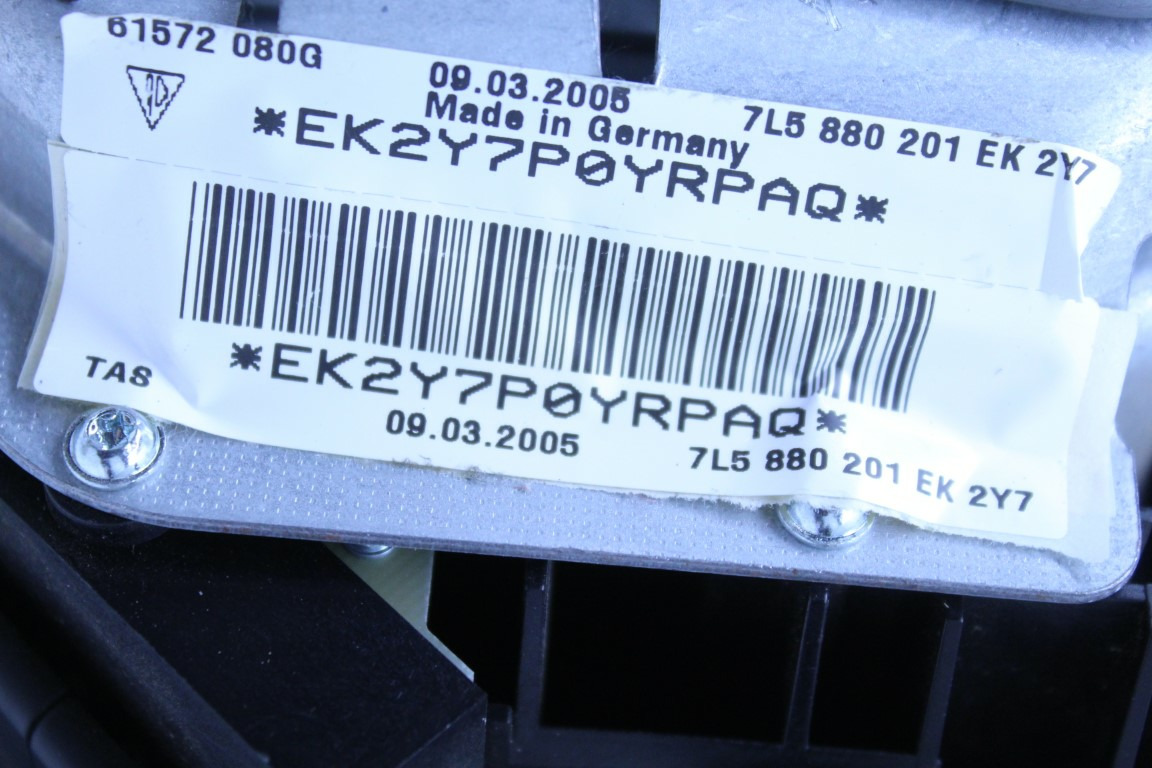 61572 080G
09.03.2005
Made in Germany
7L5 880 201 EK 2Y7
*EK2Y7P0YRPAQ*
TAS
*EK2Y7P0YRPAQ*
09.03.2005
7L5 880 201 EK 2Y7